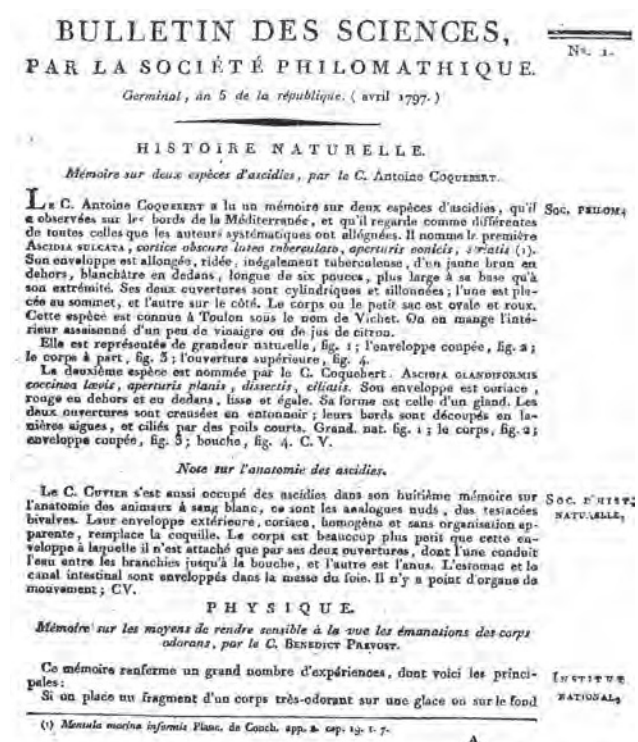 BULLETIN DES SCIENCES,
No. 1.
PAR LA SOCIÉTÉ PHILOMATHIQUE.
Germinal, an 5 de la république. ( avril 1797. )
HISTOIRE NATURELLE.
Mémoire sur deux espèces d'ascidies, par le C. Antoine COQUEBERT.
LE C. Antoine COQUEBERT a lu un mémoire sur deux espèces d'ascidies, qu'il
SOC. PHILOM.
a observées sur les bords de la Méditerranée, et qu'il regarde comme différentes
de toutes celles que les auteurs systématiques ont alléguées. Il nomme la première
ASCIDIA SULCATA, cortice obscure luteo tuberculato, aperturis conicis, striatis (1).
Son enveloppe est allongée, ridée, inégalement tuberculeuse, d'un jaune brun en
dehors, blanchâtre en dedans, longue de six pouces, plus large à sa base qu'à
son extrémité. Ses deux ouvertures sont cylindriques et sillonnées ; l'une est pla-
cée au sommet, et l'autre sur le côté. Le corps ou le petit sac est ovale et roux.
Cette espèce est connue à Toulon sous le nom de Vichet. On en mange l'inté-
rieur assaisonné d'un peu de vinaigre ou de jus de citron.
Elle est représentée de grandeur naturelle, fig. 1 ; l'enveloppe coupée, fig. 2 ;
le corps à part, fig. 3 ; l'ouverture supérieure, fig. 4.
La deuxième espèce est nommée par le C. Coquebert. ASCIDIA GLANDIFORMIS
coccinea lævis, aperturis planis, dissectis, ciliatis. Son enveloppe est coriace,
rouge en dehors et en dedans, lisse et égale. Sa forme est celle d'un gland. Les
deux ouvertures sont creusées en entonnoir ; leurs bords sont découpés en la-
nières aigues, et ciliés par des poils courts. Grand. nat. fig. 1 ; le corps, fig. 2 ;
enveloppe coupée, fig. 3 ; bouche, fig. 4. C. V.
Note sur l'anatomie des ascidies.
Le C. CUVIER s'est aussi occupé des ascidies dans son huitième mémoire sur
SOC. D'HIST.
l'anatomie des animaux à sang blanc, ce sont les analogues nuds, des testacées
NATURELLE,
bivalves. Leur enveloppe extérieure, coriace, homogène et sans organisation ap-
parente, remplace la coquille. Le corps est beaucoup plus petit que cette en-
veloppe à laquelle il n'est attaché que par ses deux ouvertures, dont l'une conduit
l'eau entre les branchies jusqu'à la bouche, et l'autre est l'anus. L'estomac et le
canal intestinal sont enveloppés dans la masse du foie. Il n'y a point d'organe de
mouvement ; CV.
PHYSIQUE.
Mémoire sur les moyens de rendre sensible à la vue les émanations des corps
odorans, par le C. BENEDICT PREVOST.
Ce mémoire renferme un grand nombre d'expériences, dont voici les princi-
INSTITUT
pales :
NATIONAL,
Si on place un fragment d'un corps très-odorant sur une glace ou sur le fond
(1) Mentula marina informis Planc. de Conch. app. 2. cap. 19. t. 7.
A